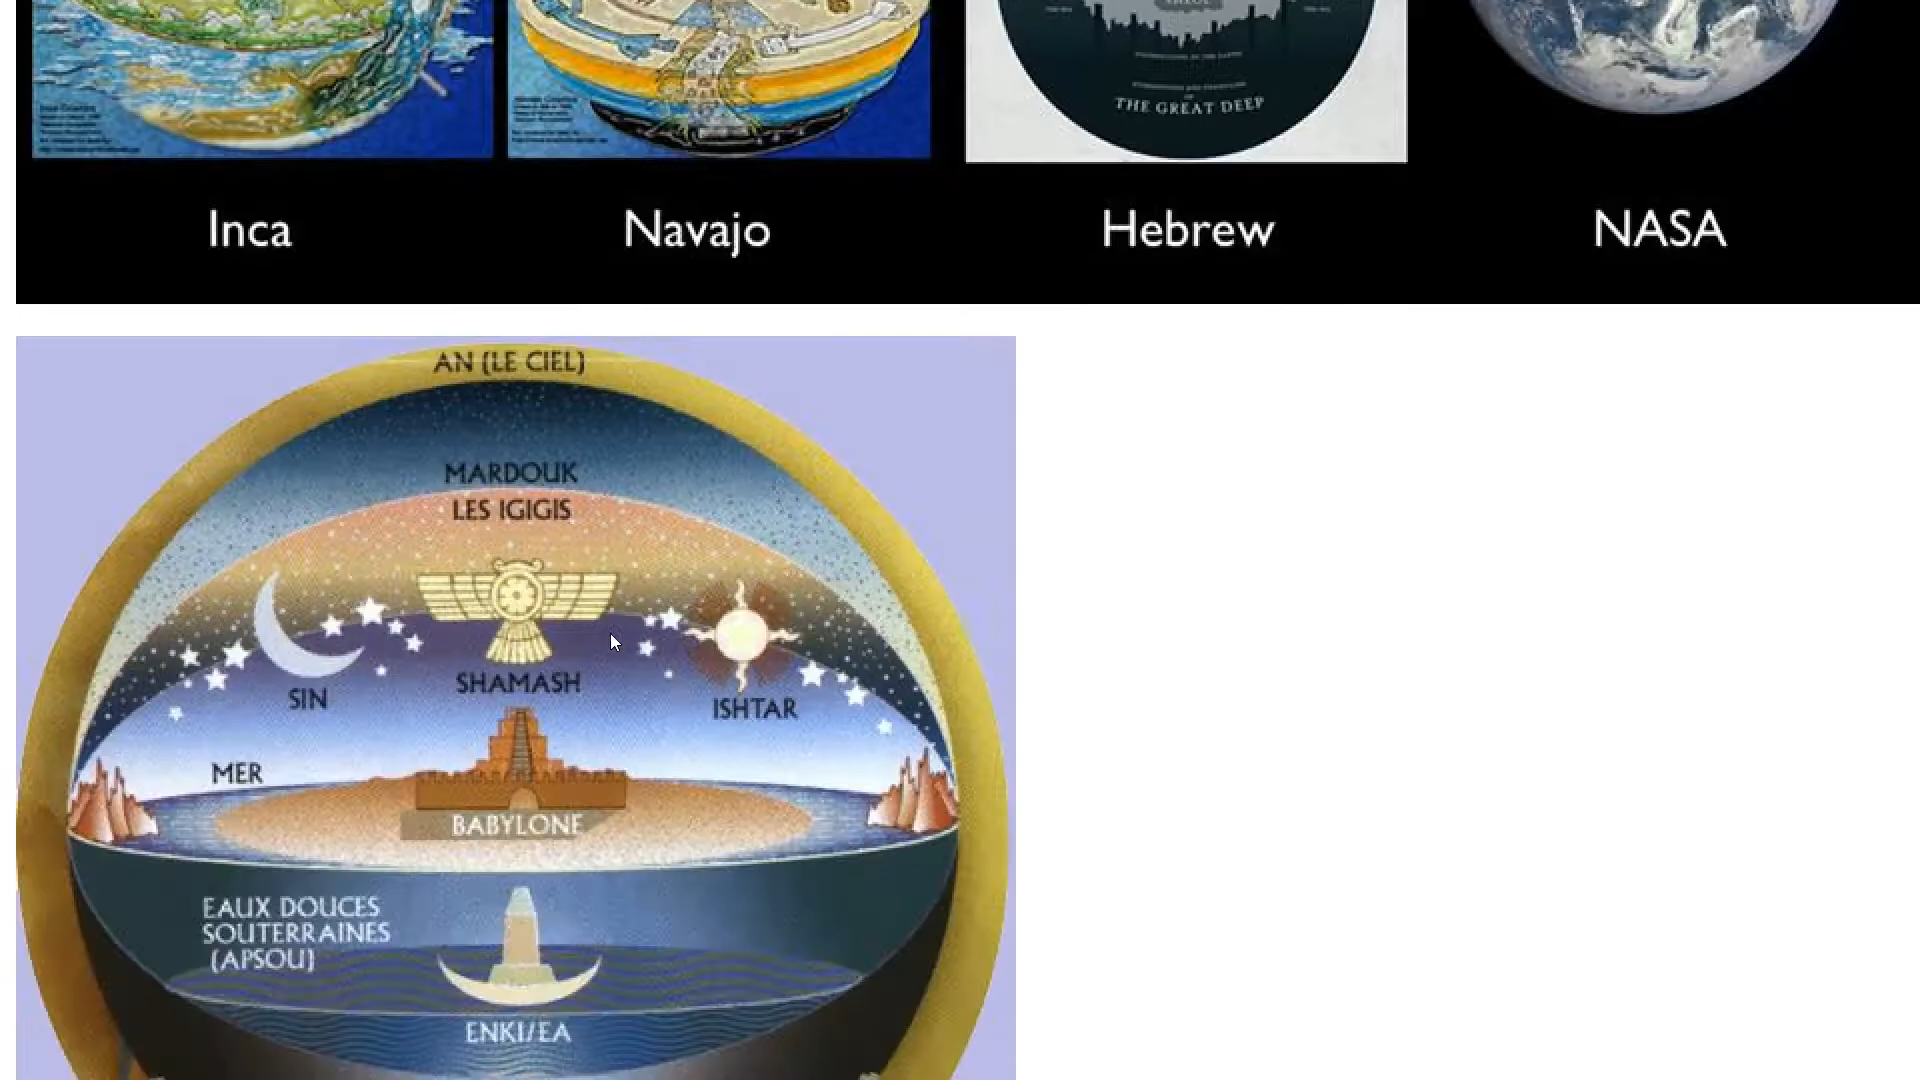 THE GREAT DEEP
Inca
Navajo
Hebrew
NASA
AN (LE CIEL)
MARDOUK
LES IGIGIS
SIN
SHAMASH
ISHTAR
MER
BABYLONE
EAUX DOUCES
SOUTERRAINES
(APSOU)
ENKI/EA